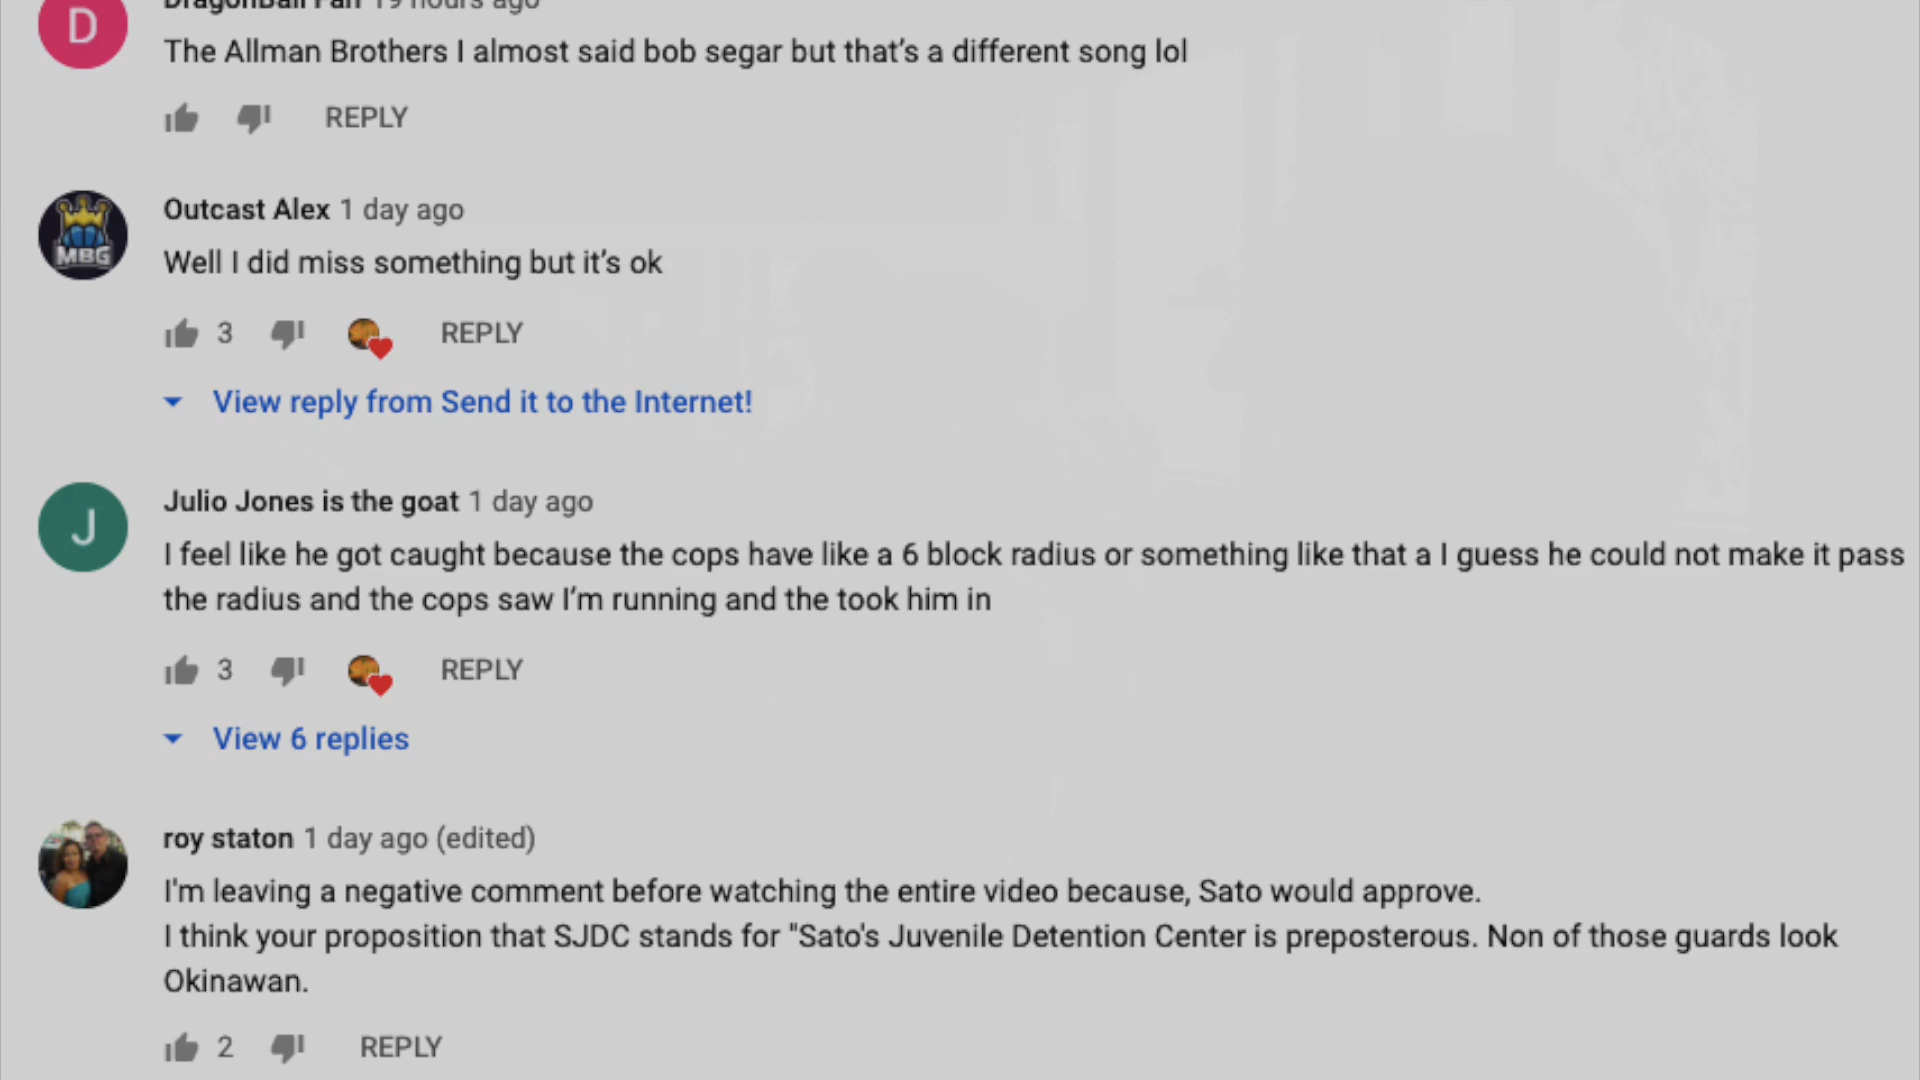 D
DragonBall Fan 19 hours ago
The Allman Brothers I almost said bob segar but that’s a different song lol
REPLY
MBG
Outcast Alex 1 day ago
Well I did miss something but it’s ok
3 REPLY
View reply from Send it to the Internet!
J
Julio Jones is the goat 1 day ago
I feel like he got caught because the cops have like a 6 block radius or something like that a I guess he could not make it pass
the radius and the cops saw I’m running and the took him in
3 REPLY
View 6 replies
roy staton 1 day ago (edited)
I'm leaving a negative comment before watching the entire video because, Sato would approve.
I think your proposition that SJDC stands for "Sato's Juvenile Detention Center is preposterous. Non of those guards look
Okinawan.
2 REPLY